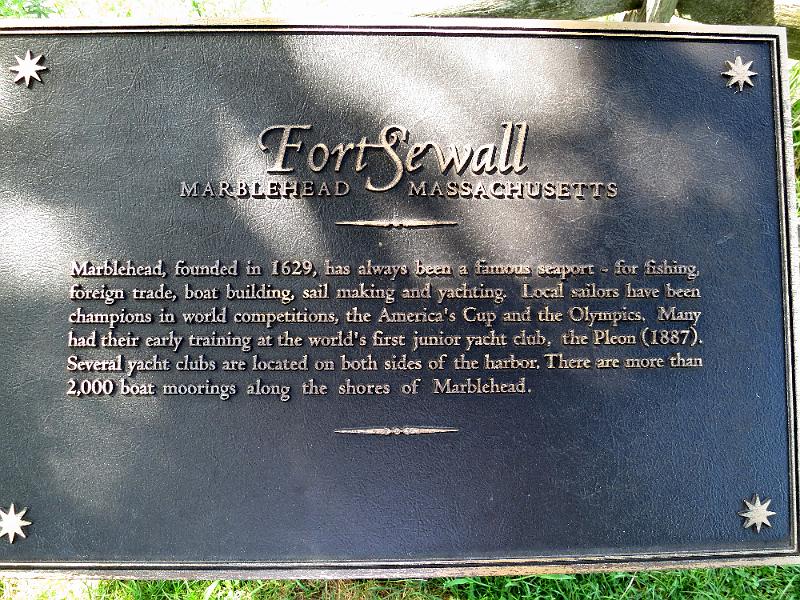 Fort Sewall
MARBLEHEAD MASSACHUSETTS
Marblehead, founded in 1629, has always been a famous seaport - for fishing,
foreign trade, boat building, sail making and yachting. Local sailors have been
champions in world competitions, the America's Cup and the Olympics. Many
had their early training at the world's first junior yacht club, the Pleon (1887).
Several yacht clubs are located on both sides of the harbor. There are more than
2,000 boat moorings along the shores of Marblehead.